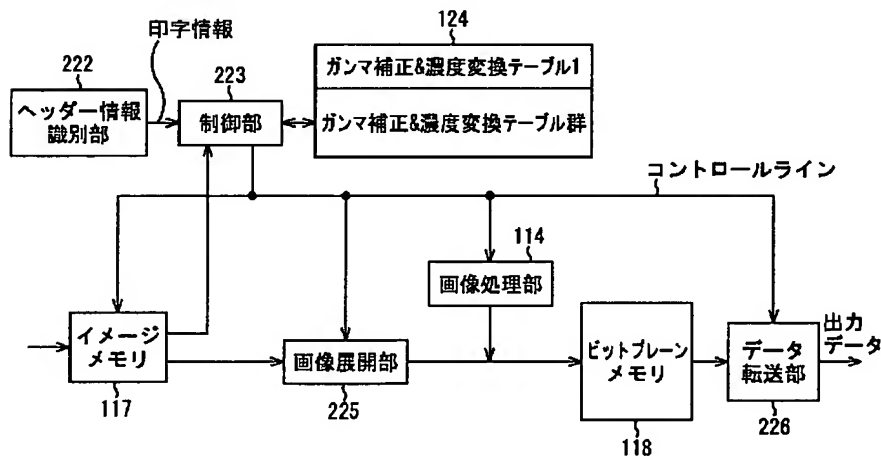 印字情報
124
222
223
ガンマ補正&濃度変換テーブル1
ヘッダー情報
識別部
制御部
ガンマ補正&濃度変換テーブル群
コントロールライン
114
画像処理部
イメージ
メモリ
画像展開部
ビットプレーン
メモリ
データ
転送部
出力
データ
117
225
118
226